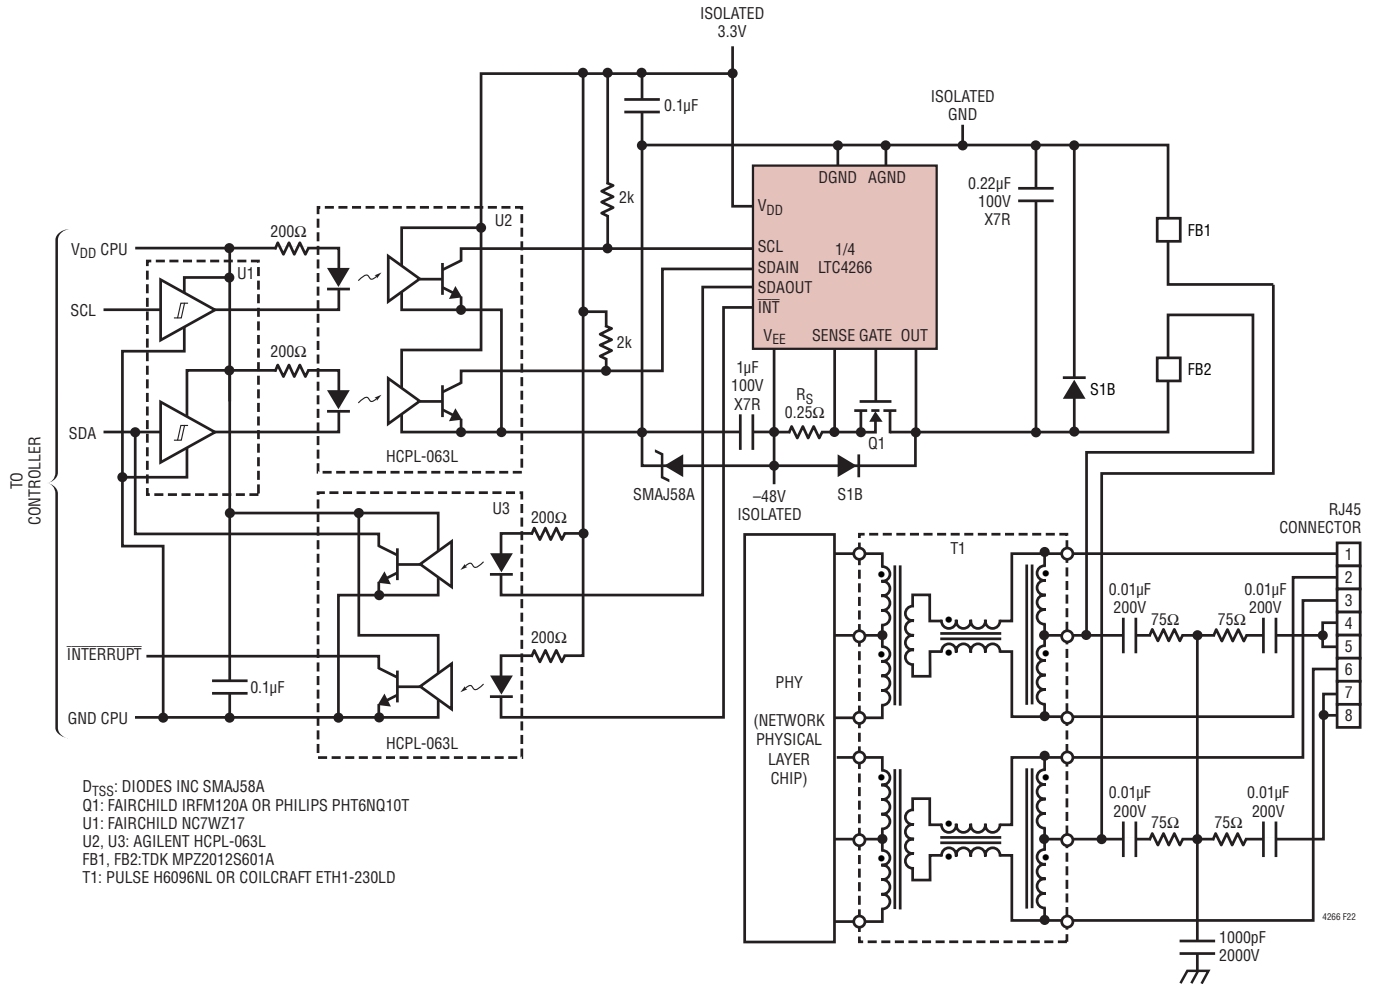 ISOLATED
3.3V
0.1µF
ISOLATED
GND
DGND AGND
VDD
SCL
SDAIN
SDAOUT
INT
VEE
SENSE GATE OUT
1/4
LTC4266
0.22µF
100V
X7R
2k
2k
FB1
FB2
S1B
1µF
100V
X7R
RS
0.25Ω
Q1
SMAJ58A
–48V
ISOLATED
S1B
TO
CONTROLLER
VDD CPU
SCL
SDA
INTERRUPT
GND CPU
U1
200Ω
200Ω
U2
HCPL-063L
U3
200Ω
200Ω
0.1µF
HCPL-063L
PHY
(NETWORK
PHYSICAL
LAYER
CHIP)
T1
RJ45
CONNECTOR
1
2
3
4
5
6
7
8
0.01µF
200V
75Ω
75Ω
0.01µF
200V
0.01µF
200V
75Ω
75Ω
0.01µF
200V
1000pF
2000V
4266 F22
DTSS: DIODES INC SMAJ58A
Q1: FAIRCHILD IRFM120A OR PHILIPS PHT6NQ10T
U1: FAIRCHILD NC7WZ17
U2, U3: AGILENT HCPL-063L
FB1, FB2:TDK MPZ2012S601A
T1: PULSE H6096NL OR COILCRAFT ETH1-230LD